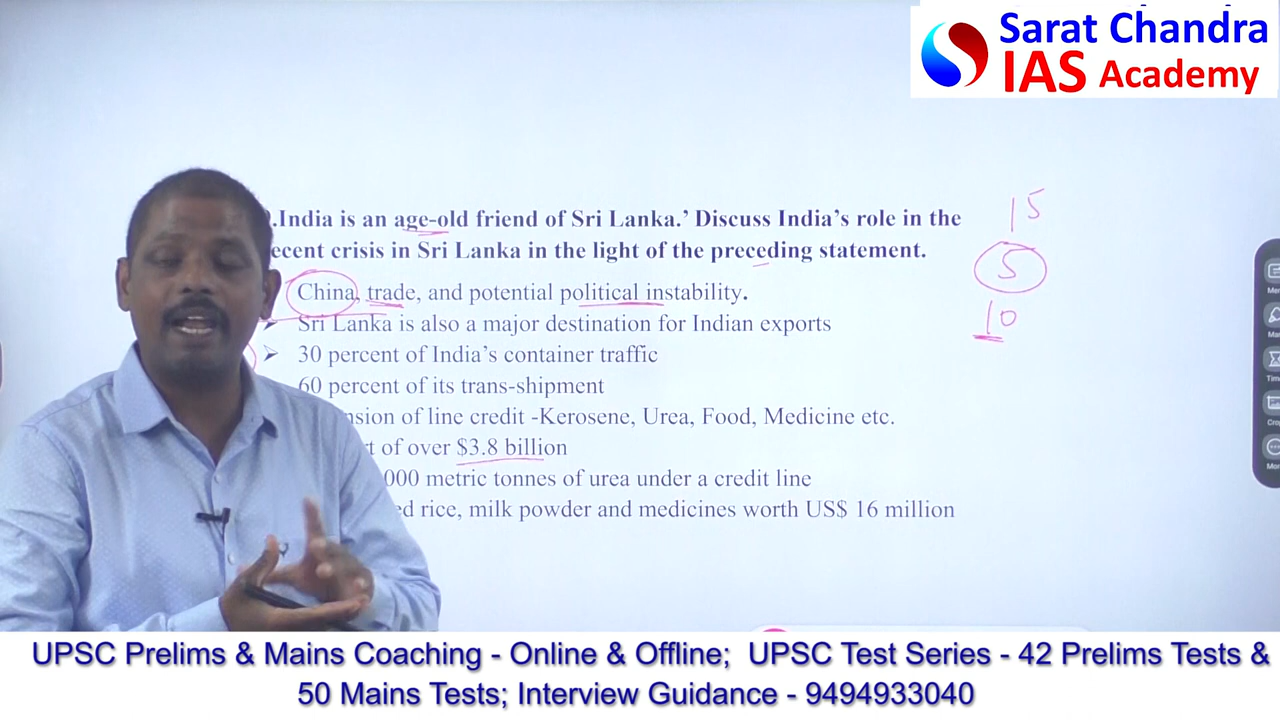 Sarat Chandra
IAS Academy
.India is an age-old friend of Sri Lanka.’ Discuss India’s role in the
ecent crisis in Sri Lanka in the light of the preceding statement.
China, trade, and potential political instability.
Sri Lanka is also a major destination for Indian exports
➤ 30 percent of India’s container traffic
60 percent of its trans-shipment
nsion of line credit -Kerosene, Urea, Food, Medicine etc.
rt of over $3.8 billion
000 metric tonnes of urea under a credit line
ed rice, milk powder and medicines worth US$ 16 million
15
5
10
UPSC Prelims & Mains Coaching - Online & Offline; UPSC Test Series - 42 Prelims Tests &
50 Mains Tests; Interview Guidance - 9494933040